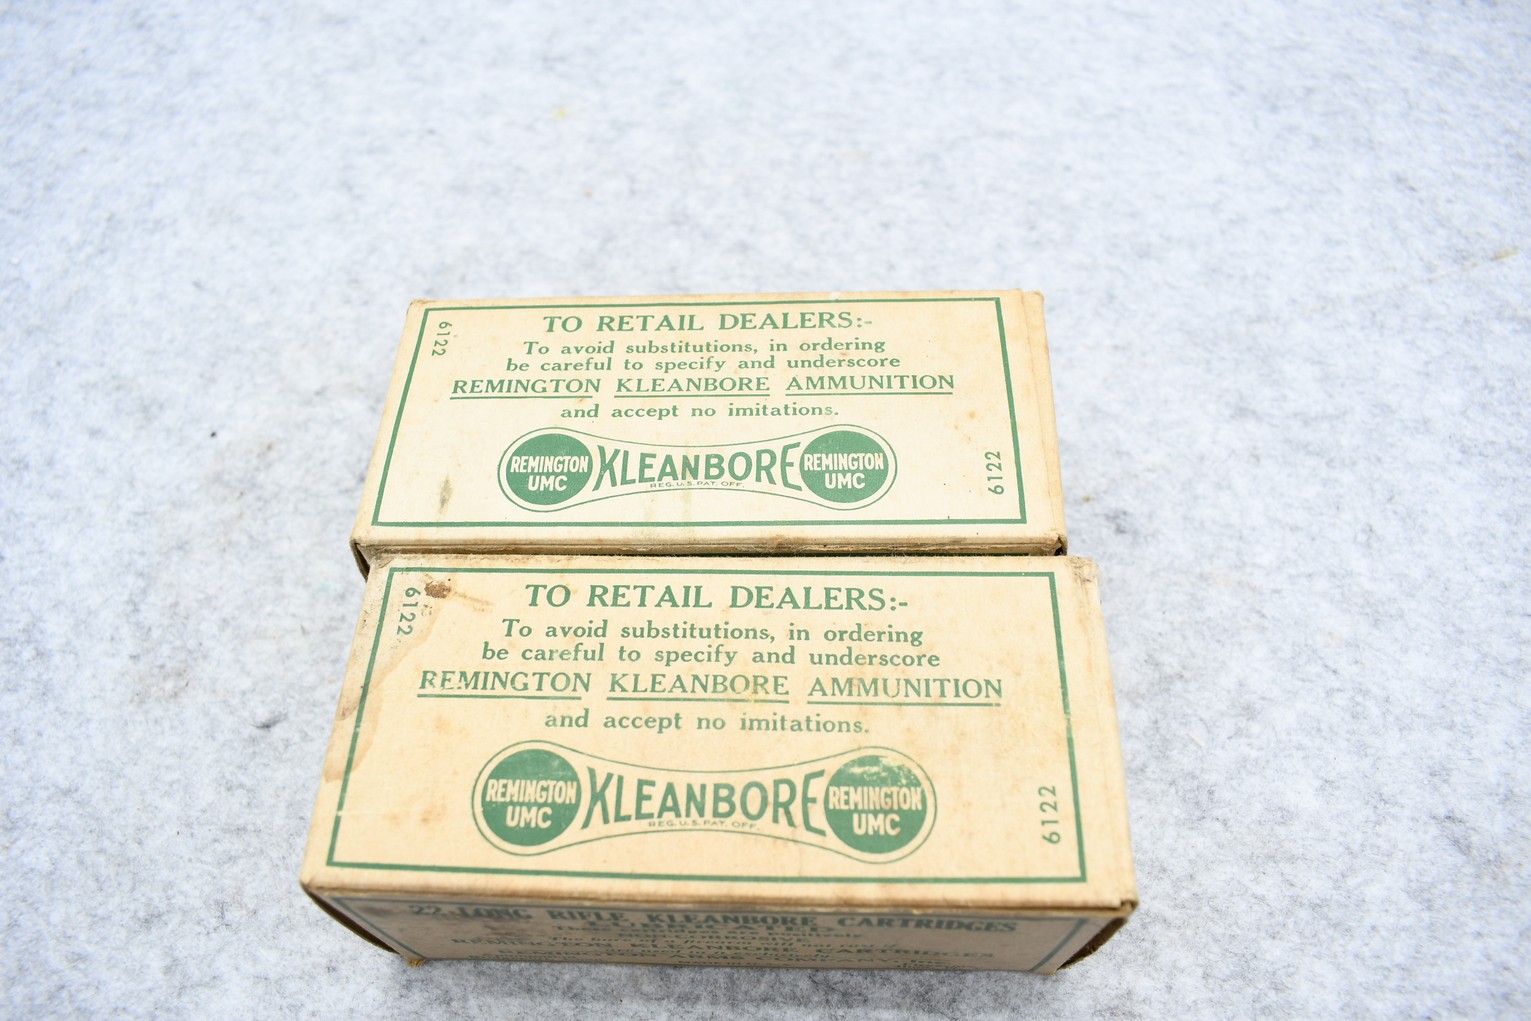 6122
TO RETAIL DEALERS:-
To avoid substitutions, in ordering
be careful to specify and underscore
REMINGTON KLEANBORE AMMUNITION
and accept no imitations.
REMINGTON UMC
KLEANBORE
REG. U.S. PAT. OFF.
REMINGTON UMC
6122
6122
TO RETAIL DEALERS:-
To avoid substitutions, in ordering
be careful to specify and underscore
REMINGTON KLEANBORE AMMUNITION
and accept no imitations.
REMINGTON UMC
KLEANBORE
REG. U.S. PAT. OFF.
REMINGTON UMC
6122
22 LONG RIFLE KLEANBORE CARTRIDGES
REMINGTON KLEANBORE CARTRIDGES